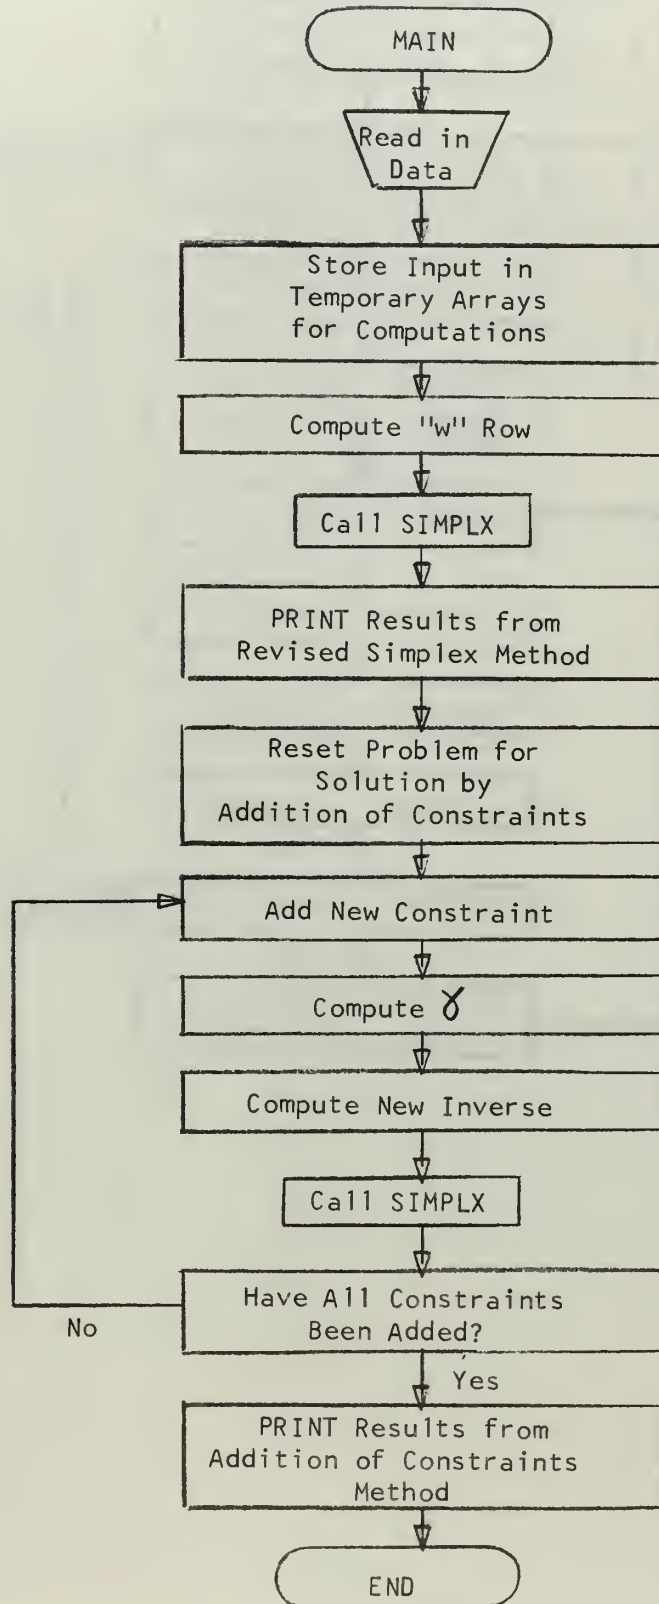 MAIN
Read in
Data
Store Input in
Temporary Arrays
for Computations
Compute "w" Row
Call SIMPLX
PRINT Results from
Revised Simplex Method
Reset Problem for
Solution by
Addition of Constraints
Add New Constraint
Compute γ
Compute New Inverse
Call SIMPLX
Have All Constraints
Been Added?
No
Yes
PRINT Results from
Addition of Constraints
Method
END